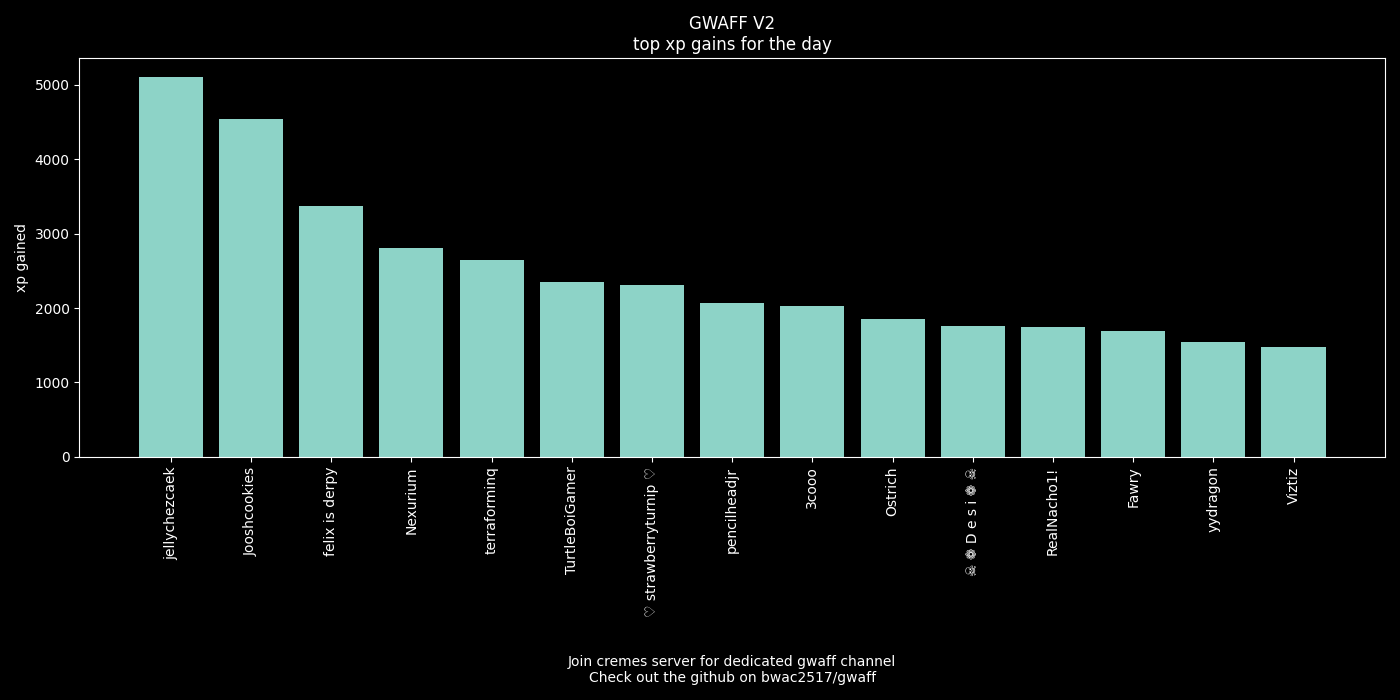 GWAFF V2
top xp gains for the day
xp gained
5000
4000
3000
2000
1000
0
jellychezcaek
Jooshcookies
felix is derpy
Nexurium
terraforminq
TurtleBoiGamer
♡ strawberryturnip ♡
pencilheadjr
3cooo
Ostrich
☠ ❁ D e s i ❁ ☠
RealNacho1!
Fawry
yydragon
Viztiz
Join cremes server for dedicated gwaff channel
Check out the github on bwac2517/gwaff